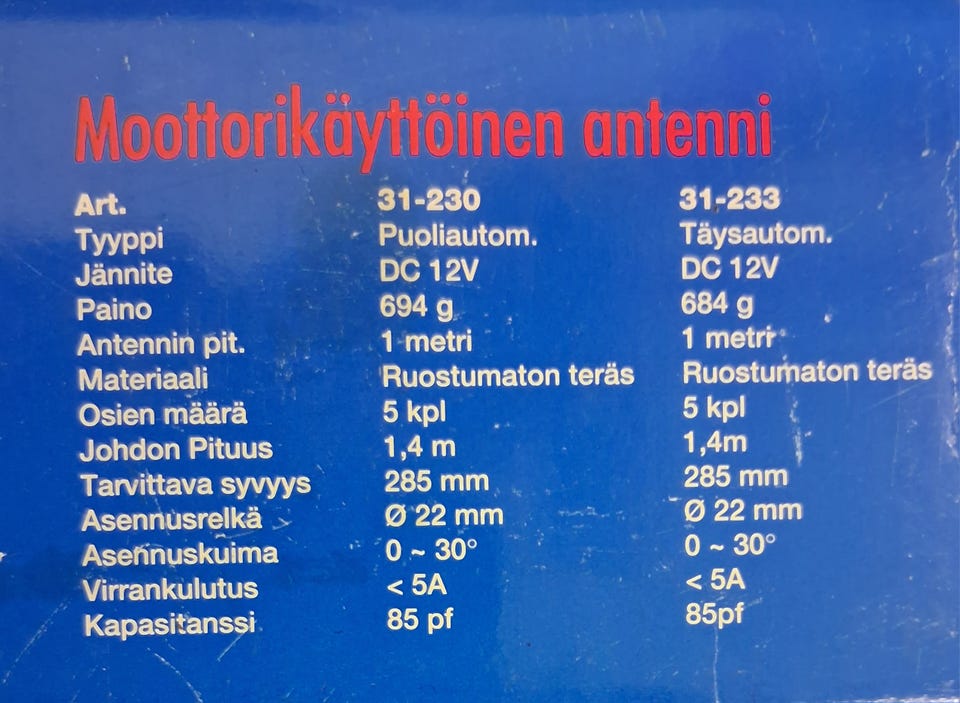 Moottorikäyttöinen antenni
Art. 31-230 31-233
Tyyppi Puoliautom. Täysautom.
Jännite DC 12V DC 12V
Paino 694 g 684 g
Antennin pit. 1 metri 1 metri
Materiaali Ruostumaton teräs Ruostumaton teräs
Osien määrä 5 kpl 5 kpl
Johdon Pituus 1,4 m 1,4m
Tarvittava syvyys 285 mm 285 mm
Asennusrelkä Ø 22 mm Ø 22 mm
Asennuskuima 0 ~ 30° 0 ~ 30°
Virrankulutus < 5A < 5A
Kapasitanssi 85 pf 85pf